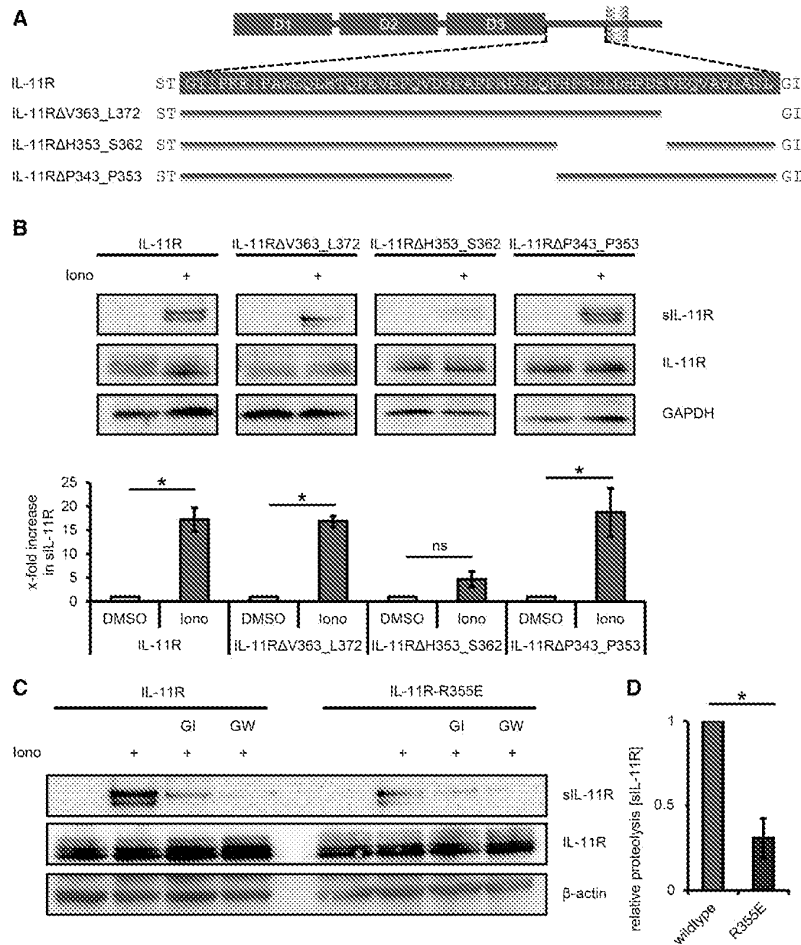 A
D1 D2 D3
IL-11R ST GI
IL-11RΔV363_L372 ST GI
IL-11RΔH353_S362 ST GI
IL-11RΔP343_P353 ST GI
B
IL-11R IL-11RΔV363_L372 IL-11RΔH353_S362 IL-11RΔP343_P353
Iono + + + +
sIL-11R
IL-11R
GAPDH
x-fold increase
in sIL-11R
25
20
15
10
5
0
* * ns *
DMSO Iono DMSO Iono DMSO Iono DMSO Iono
IL-11R IL-11RΔV363_L372 IL-11RΔH353_S362 IL-11RΔP343_P353
C
IL-11R IL-11R-R355E
GI GW GI GW
Iono + + + + + +
sIL-11R
IL-11R
β-actin
D
relative proteolysis [sIL-11R]
*
1
0.5
0
wildtype R355E